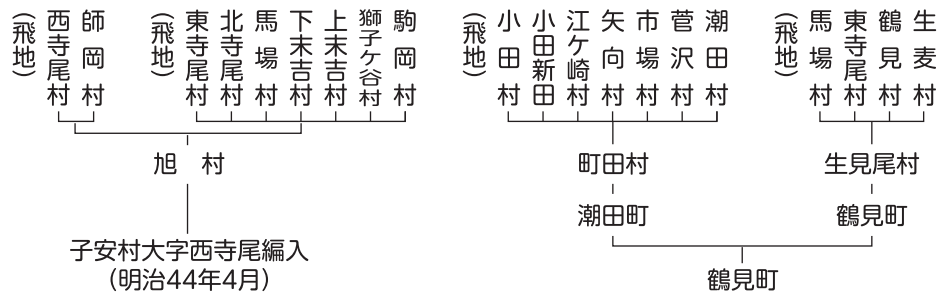 生麦村
鶴見村
東寺尾村
馬場村
(飛地)
潮田村
菅沢村
市場村
矢向村
江ケ崎村
小田新田
小田村
(飛地)
駒岡村
獅子ケ谷村
上末吉村
下末吉村
馬場村
北寺尾村
東寺尾村
(飛地)
師岡村
西寺尾村
(飛地)
旭 村
町田村
生見尾村
潮田町
鶴見町
子安村大字西寺尾編入
(明治44年4月)
鶴見町